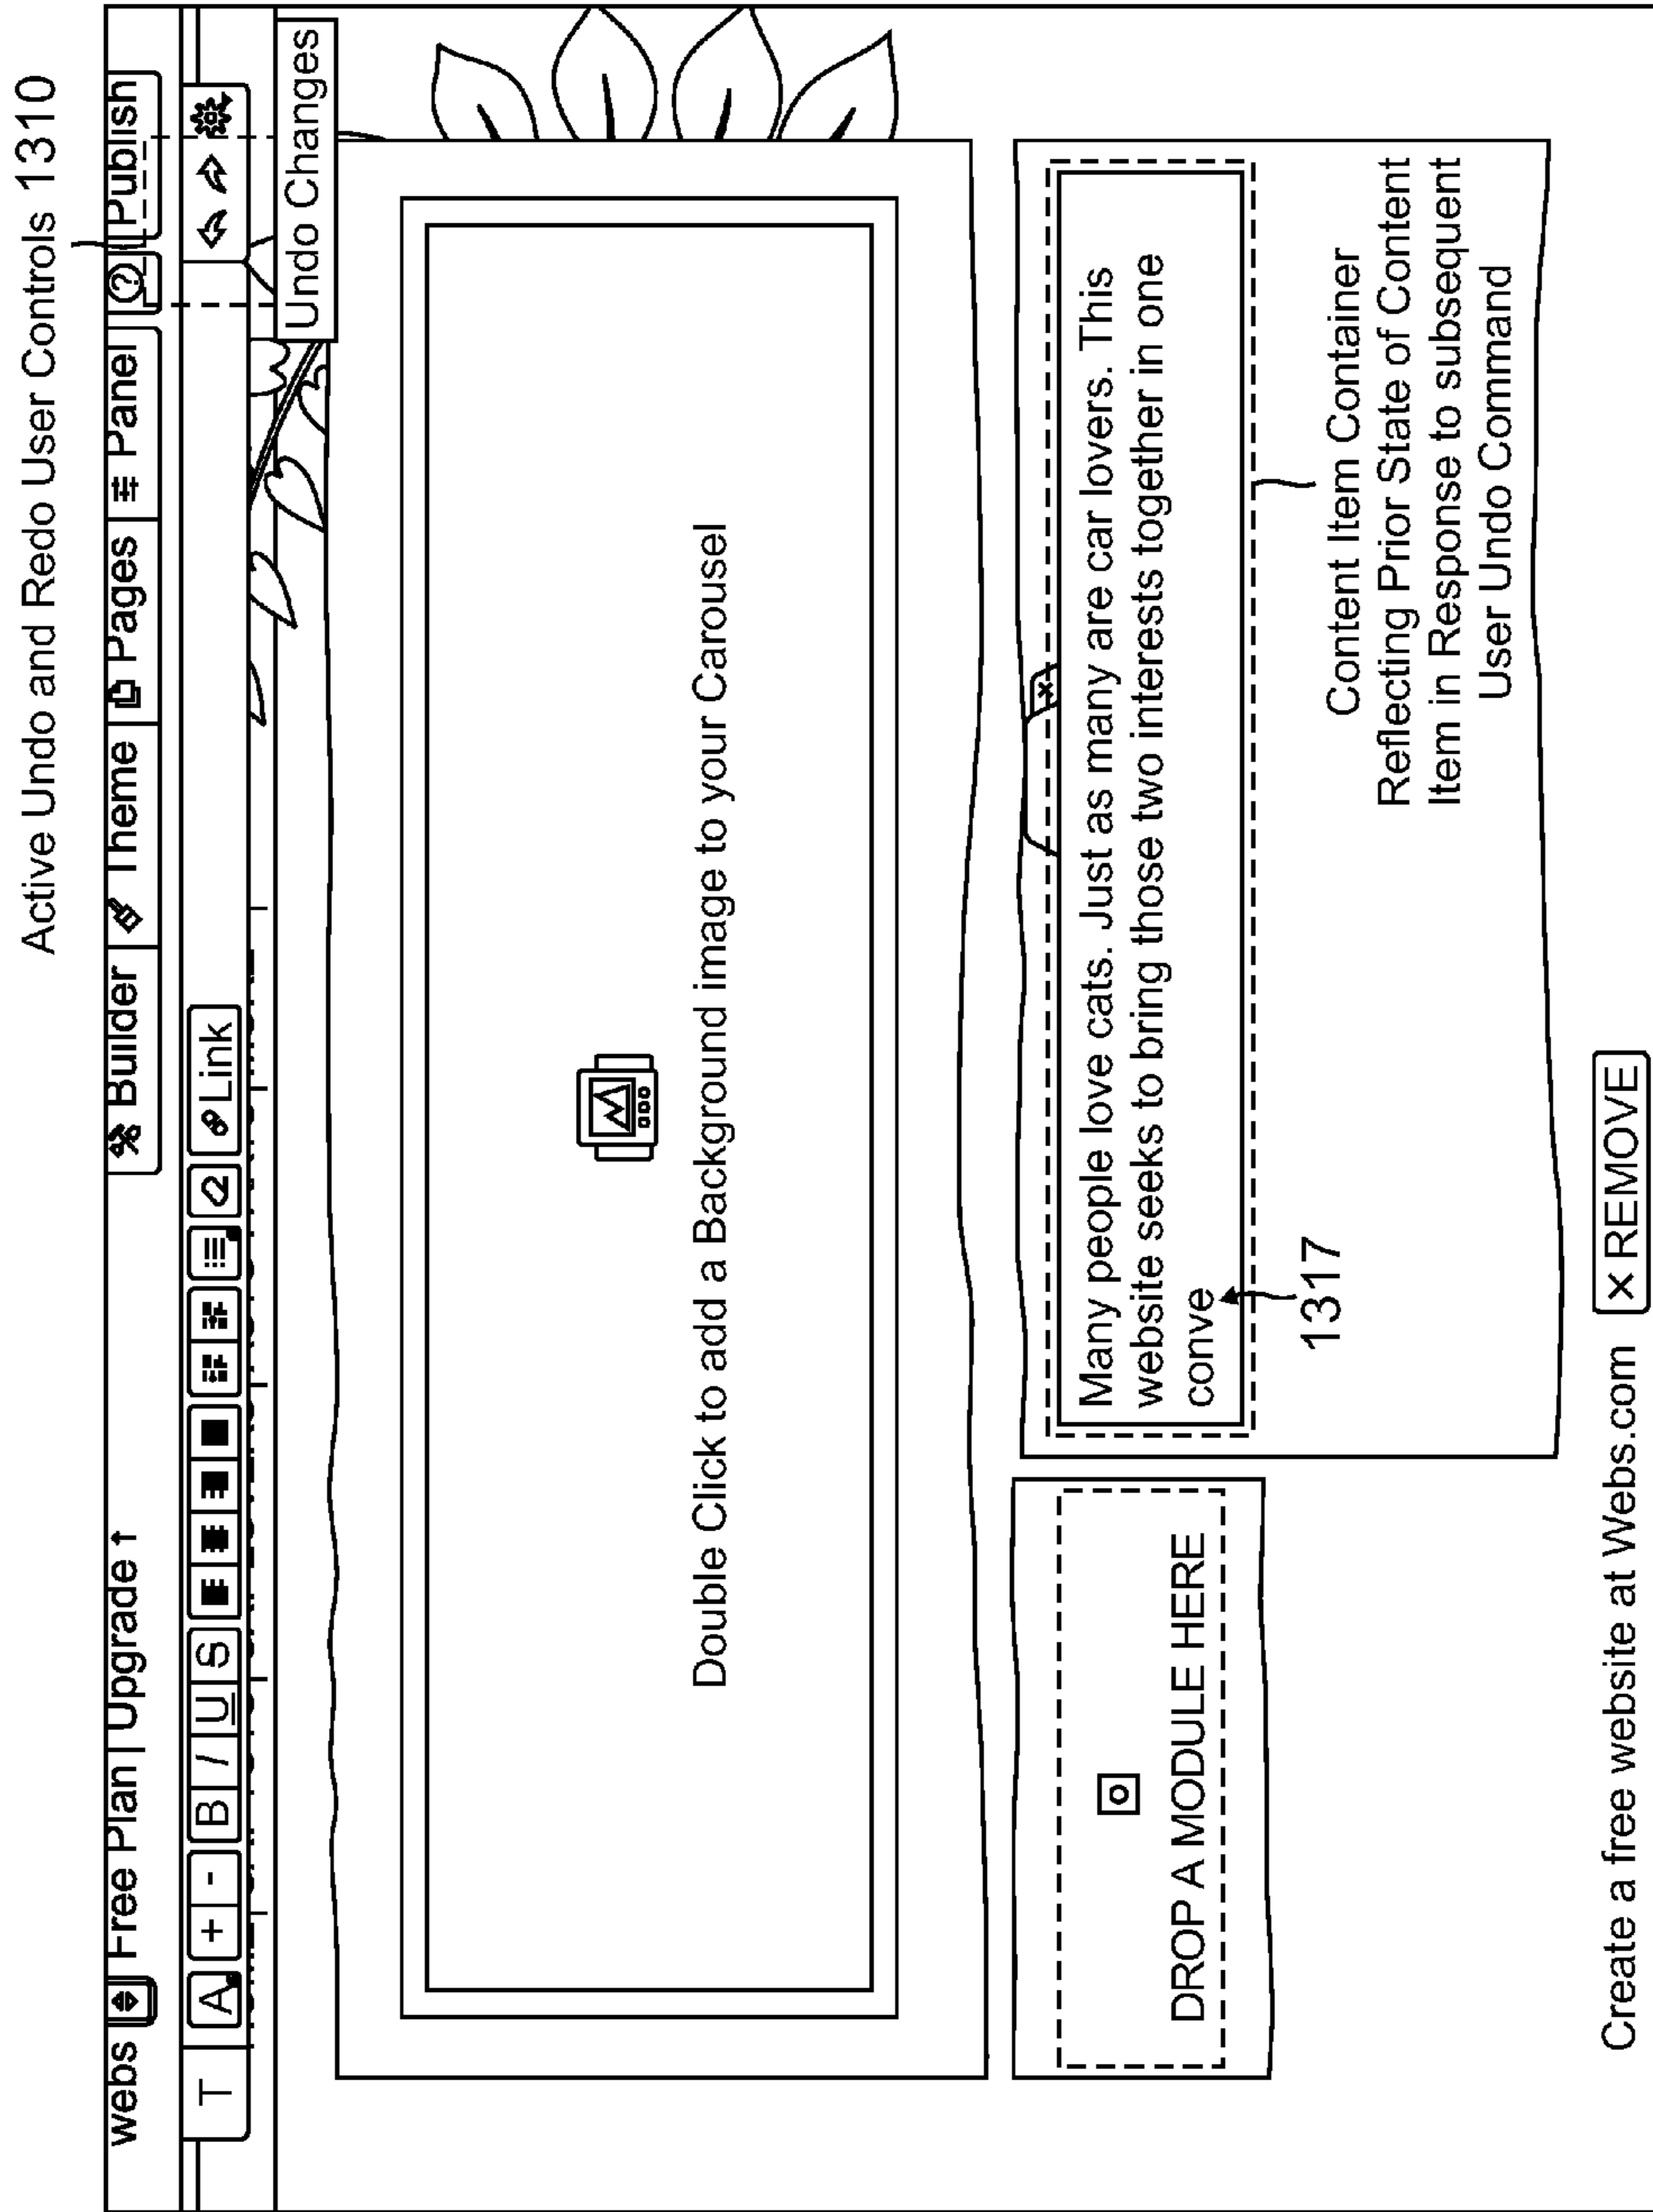 Active Undo and Redo User Controls 1310
webs Free Plan | Upgrade ↑ Builder Theme Pages Panel ? Publish
T A + - B I U S Link
Undo Changes
Double Click to add a Background image to your Carousel
DROP A MODULE HERE
×
Many people love cats. Just as many are car lovers. This
website seeks to bring those two interests together in one
conve
1317
Content Item Container
Reflecting Prior State of Content
Item in Response to subsequent
User Undo Command
Create a free website at Webs.com × REMOVE